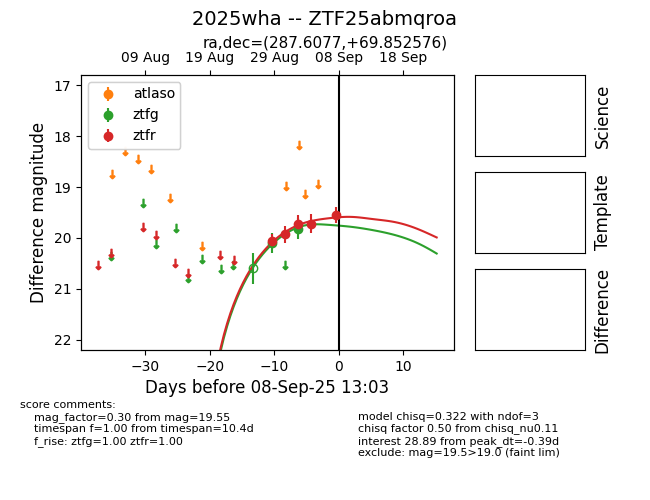 2025wha -- ZTF25abmqroa
ra,dec=(287.6077,+69.852576)
09 Aug 19 Aug 29 Aug 08 Sep 18 Sep
17
18
19
20
21
22
Difference magnitude
atlaso
ztfg
ztfr
−30 −20 −10 0 10
Days before 08-Sep-25 13:03
Science
Template
Difference
score comments:
mag_factor=0.30 from mag=19.55
timespan f=1.00 from timespan=10.4d
f_rise: ztfg=1.00 ztfr=1.00
model chisq=0.322 with ndof=3
chisq factor 0.50 from chisq_nu0.11
interest 28.89 from peak_dt=-0.39d
exclude: mag=19.5>19.0 (faint lim)